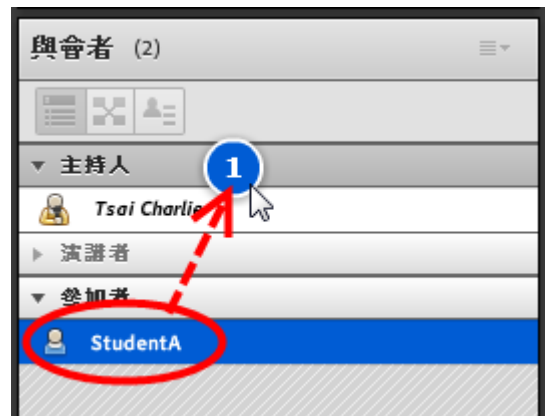 與會者 (2)
主持人
1
Tsai Charlie
演講者
參加者
StudentA